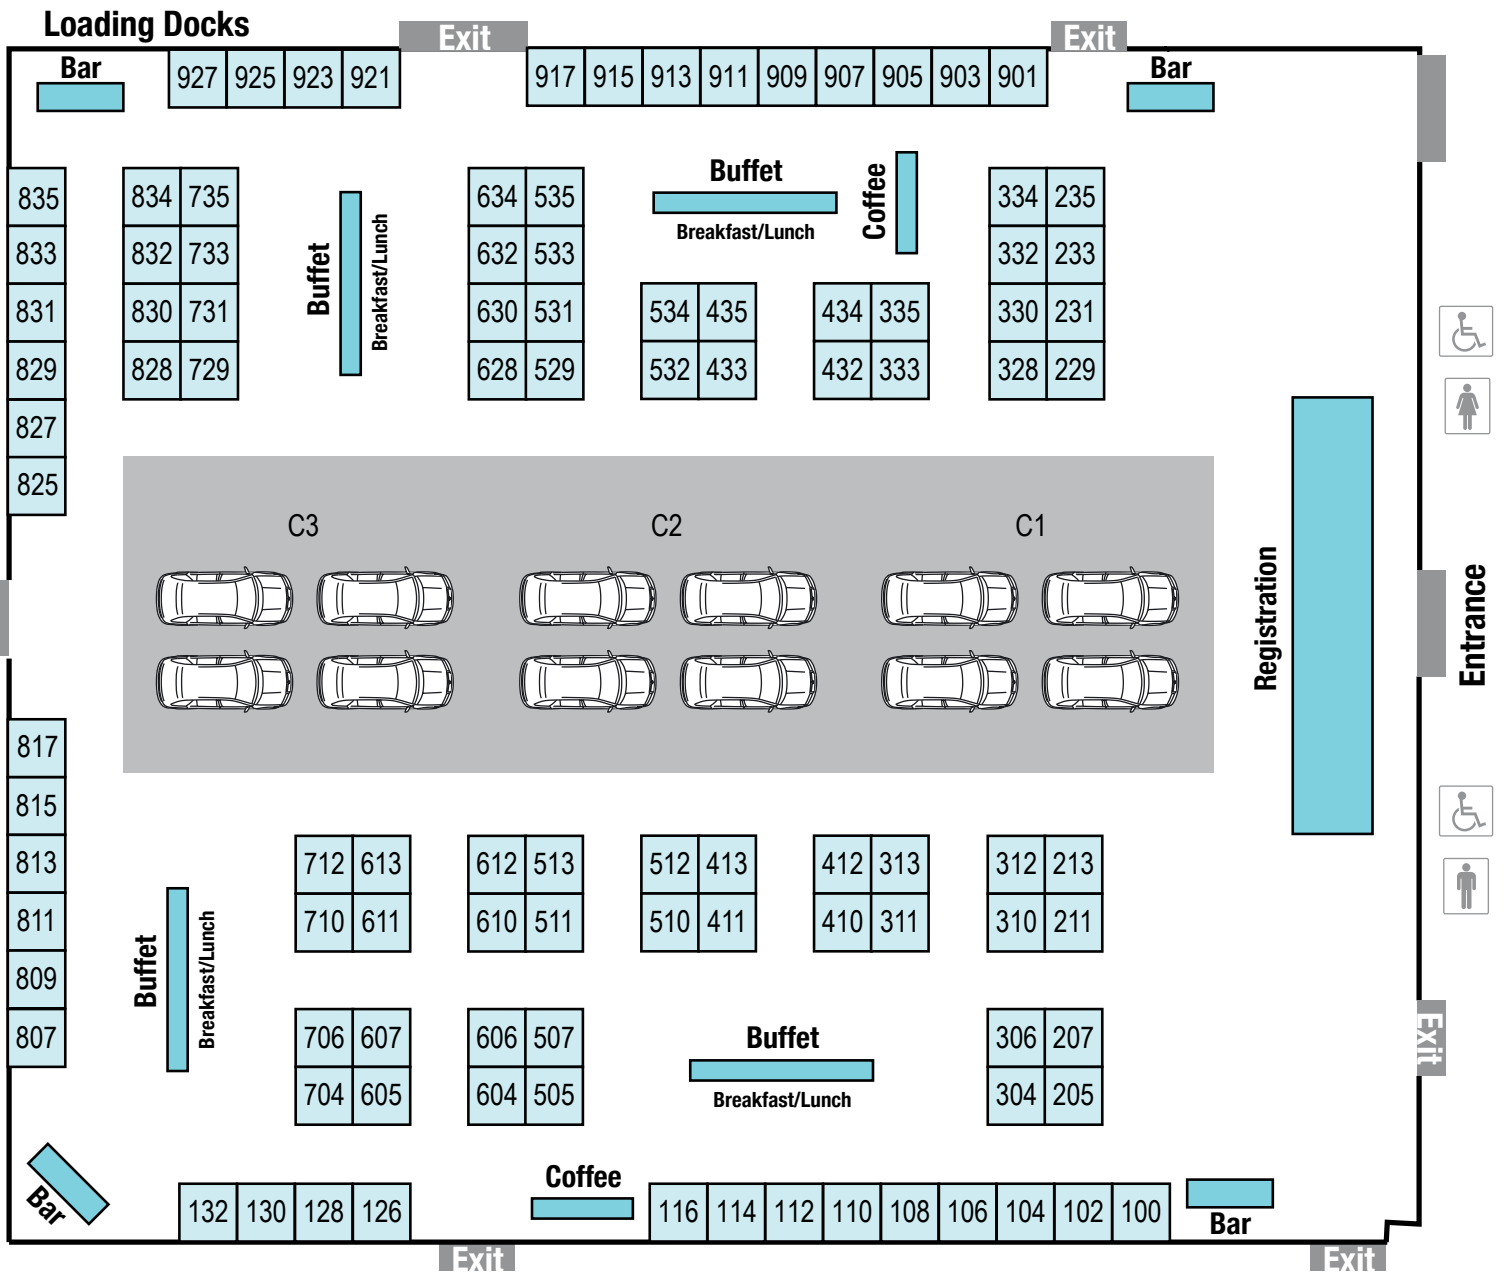 Loading Docks
Exit
Exit
Bar
927 925 923 921
917 915 913 911 909 907 905 903 901
Bar
835
833
831
829
827
825
834 735
832 733
830 731
828 729
Buffet
Breakfast/Lunch
634 535
632 533
630 531
628 529
Buffet
Breakfast/Lunch
Coffee
534 435
532 433
434 335
432 333
334 235
332 233
330 231
328 229
C3
C2
C1
Registration
Entrance
817
815
813
811
809
807
Buffet
Breakfast/Lunch
712 613
710 611
612 513
610 511
512 413
510 411
412 313
410 311
312 213
310 211
706 607
704 605
606 507
604 505
Buffet
Breakfast/Lunch
306 207
304 205
Exit
Bar
132 130 128 126
Coffee
116 114 112 110 108 106 104 102 100
Bar
Exit
Exit